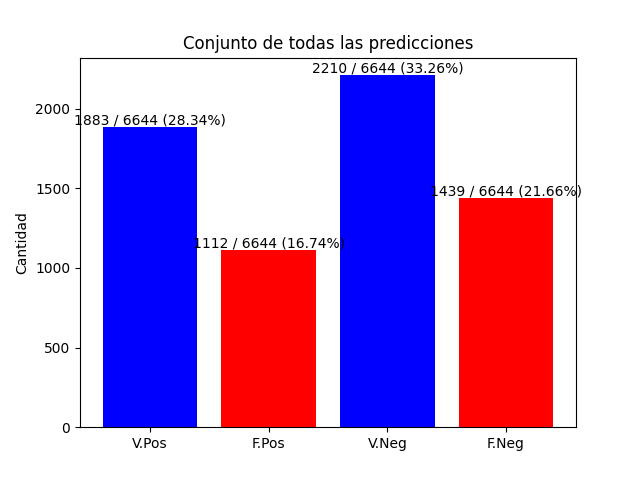 Conjunto de todas las predicciones
2210 / 6644 (33.26%)
1883 / 6644 (28.34%)
1439 / 6644 (21.66%)
1112 / 6644 (16.74%)
Cantidad
2000
1500
1000
500
0
V.Pos
F.Pos
V.Neg
F.Neg